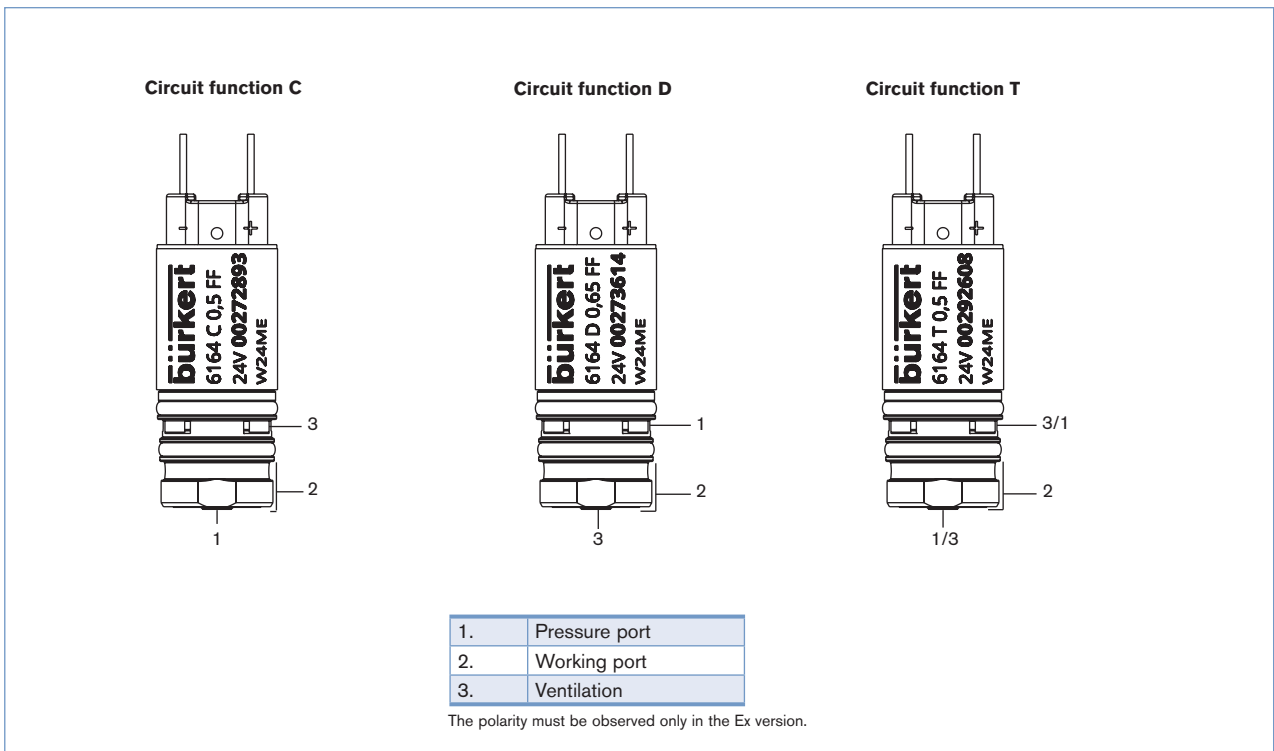 Circuit function C
Circuit function D
Circuit function T
- +
bürkert
6164 C 0,5 FF
24V 00272893
W24ME
3
2
1
- +
bürkert
6164 D 0,65 FF
24V 00273614
W24ME
1
2
3
- +
bürkert
6164 T 0,5 FF
24V 00292608
W24ME
3/1
2
1/3
1. Pressure port
2. Working port
3. Ventilation
The polarity must be observed only in the Ex version.